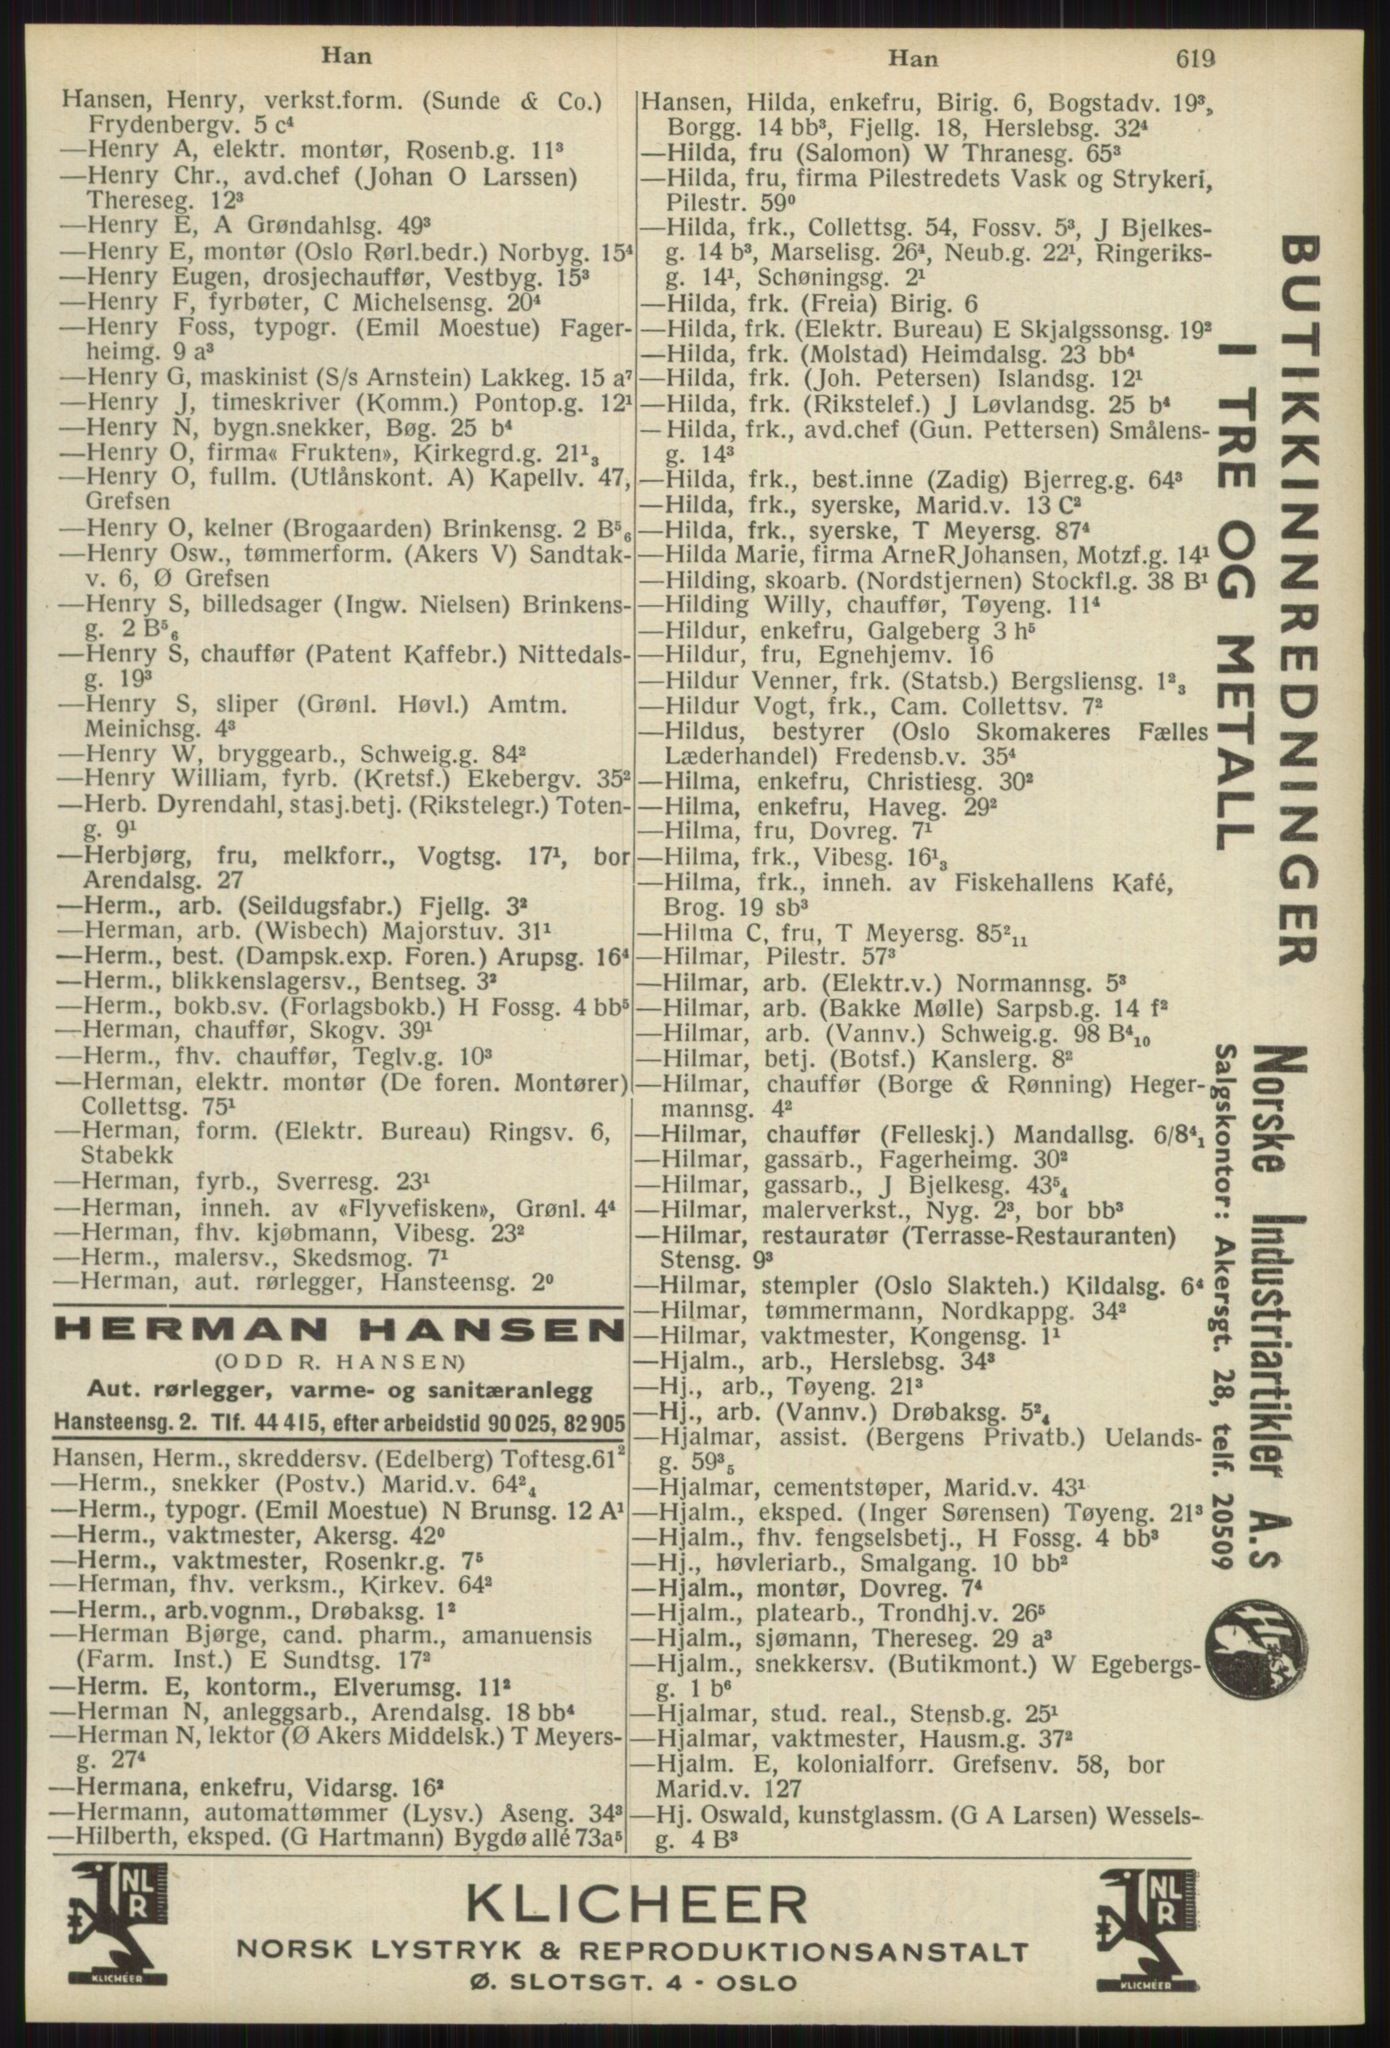 Han
Hansen, Henry, verkst.form. (Sunde & Co.)
Frydenbergv. 5 c⁴
—Henry A, elektr. montør, Rosenb.g. 11³
—Henry Chr., avd.chef (Johan O Larssen)
Thereseg. 12³
—Henry E, A Grøndahlsg. 49³
—Henry E, montør (Oslo Rørl.bedr.) Norbyg. 15⁴
—Henry Eugen, drosjechauffør, Vestbyg. 15³
—Henry F, fyrbøter, C Michelsensg. 20⁴
—Henry Foss, typogr. (Emil Moestue) Fager-
heimg. 9 a³
—Henry G, maskinist (S/s Arnstein) Lakkeg. 15 a⁷
—Henry J, timeskriver (Komm.) Pontop.g. 12¹
—Henry N, bygn.snekker, Bøg. 25 b⁴
—Henry O, firma« Frukten», Kirkegrd.g. 21¹₃
—Henry O, fullm. (Utlånskont. A) Kapellv. 47,
Grefsen
—Henry O, kelner (Brogaarden) Brinkensg. 2 B⁵₆
—Henry Osw., tømmerform. (Akers V) Sandtak-
v. 6, Ø Grefsen
—Henry S, billedsager (Ingw. Nielsen) Brinkens-
g. 2 B⁵₆
—Henry S, chauffør (Patent Kaffebr.) Nittedals-
g. 19³
—Henry S, sliper (Grønl. Høvl.) Amtm.
Meinichsg. 4³
—Henry W, bryggearb., Schweig.g. 84²
—Henry William, fyrb. (Kretsf.) Ekebergv. 35²
—Herb. Dyrendahl, stasj.betj. (Rikstelegr.) Toten-
g. 9¹
—Herbjørg, fru, melkforr., Vogtsg. 17¹, bor
Arendalsg. 27
—Herm., arb. (Seildugsfabr.) Fjellg. 3²
—Herman, arb. (Wisbech) Majorstuv. 31¹
—Herm., best. (Dampsk.exp. Foren.) Arupsg. 16⁴
—Herm., blikkenslagersv., Bentseg. 3²
—Herm., bokb.sv. (Forlagsbokb.) H Fossg. 4 bb⁵
—Herman, chauffør, Skogv. 39¹
—Herm., fhv. chauffør, Teglv.g. 10³
—Herman, elektr. montør (De foren. Montører)
Collettsg. 75¹
—Herman, form. (Elektr. Bureau) Ringsv. 6,
Stabekk
—Herman, fyrb., Sverresg. 23¹
—Herman, inneh. av «Flyvefisken», Grønl. 4⁴
—Herman, fhv. kjøbmann, Vibesg. 23²
—Herm., malersv., Skedsmog. 7¹
—Herman, aut. rørlegger, Hansteensg. 2⁰
HERMAN HANSEN
(ODD R. HANSEN)
Aut. rørlegger, varme- og sanitæranlegg
Hansteensg. 2. Tlf. 44 415, efter arbeidstid 90 025, 82 905
Hansen, Herm., skreddersv. (Edelberg) Toftesg.61²
—Herm., snekker (Postv.) Marid.v. 64²₄
—Herm., typogr. (Emil Moestue) N Brunsg. 12 A¹
—Herm., vaktmester, Akersg. 42⁰
—Herm., vaktmester, Rosenkr.g. 7⁵
—Herman, fhv. verksm., Kirkev. 64²
—Herm., arb.vognm., Drøbaksg. 1²
—Herman Bjørge, cand. pharm., amanuensis
(Farm. Inst.) E Sundtsg. 17²
—Herm. E, kontorm., Elverumsg. 11²
—Herman N, anleggsarb., Arendalsg. 18 bb⁴
—Herman N, lektor (Ø Akers Middelsk.) T Meyers-
g. 27⁴
—Hermana, enkefru, Vidarsg. 16²
—Hermann, automattømmer (Lysv.) Åseng. 34³
—Hilberth, eksped. (G Hartmann) Bygdø allé 73a⁵
Han 619
Hansen, Hilda, enkefru, Birig. 6, Bogstadv. 19³,
Borgg. 14 bb³, Fjellg. 18, Herslebsg. 32⁴
—Hilda, fru (Salomon) W Thranesg. 65³
—Hilda, fru, firma Pilestredets Vask og Strykeri,
Pilestr. 59⁰
—Hilda, frk., Collettsg. 54, Fossv. 5³, J Bjelkes-
g. 14 b³, Marselisg. 26⁴, Neub.g. 22¹, Ringeriks-
g. 14¹, Schøningsg. 2¹
—Hilda, frk. (Freia) Birig. 6
—Hilda, frk. (Elektr. Bureau) E Skjalgssonsg. 19²
—Hilda, frk. (Molstad) Heimdalsg. 23 bb⁴
—Hilda, frk. (Joh. Petersen) Islandsg. 12¹
—Hilda, frk. (Rikstelef.) J Løvlandsg. 25 b⁴
—Hilda, frk., avd.chef (Gun. Pettersen) Smålens-
g. 14³
—Hilda, frk., best.inne (Zadig) Bjerreg.g. 64³
—Hilda, frk., syerske, Marid.v. 13 C²
—Hilda, frk., syerske, T Meyersg. 87⁴
—Hilda Marie, firma ArneRJohansen, Motzf.g. 14¹
—Hilding, skoarb. (Nordstjernen) Stockfl.g. 38 B¹
—Hilding Willy, chauffør, Tøyeng. 11⁴
—Hildur, enkefru, Galgeberg 3 h⁵
—Hildur, fru, Egnehjemv. 16
—Hildur Venner, frk. (Statsb.) Bergsliensg. 1²₃
—Hildur Vogt, frk., Cam. Collettsv. 7²
—Hildus, bestyrer (Oslo Skomakeres Fælles
Læderhandel) Fredensb.v. 35⁴
—Hilma, enkefru, Christiesg. 30²
—Hilma, enkefru, Haveg. 29²
—Hilma, fru, Dovreg. 7¹
—Hilma, frk., Vibesg. 16¹₃
—Hilma, frk., inneh. av Fiskehallens Kafé,
Brog. 19 sb³
—Hilma C, fru, T Meyersg. 85²₁₁
—Hilmar, Pilestr. 57³
—Hilmar, arb. (Elektr.v.) Normannsg. 5³
—Hilmar, arb. (Bakke Mølle) Sarpsb.g. 14 f²
—Hilmar, arb. (Vannv.) Schweig.g. 98 B⁴₁₀
—Hilmar, betj. (Botsf.) Kanslerg. 8²
—Hilmar, chauffør (Borge & Rønning) Heger-
mannsg. 4²
—Hilmar, chauffør (Felleskj.) Mandallsg. 6/8⁴₁
—Hilmar, gassarb., Fagerheimg. 30²
—Hilmar, gassarb., J Bjelkesg. 43⁵₄
—Hilmar, malerverkst., Nyg. 2³, bor bb³
—Hilmar, restauratør (Terrasse-Restauranten)
Stensg. 9³
—Hilmar, stempler (Oslo Slakteh.) Kildalsg. 6⁴
—Hilmar, tømmermann, Nordkappg. 34²
—Hilmar, vaktmester, Kongensg. 1¹
—Hjalm., arb., Herslebsg. 34³
—Hj., arb., Tøyeng. 21³
—Hj., arb. (Vannv.) Drøbaksg. 5²₄
—Hjalmar, assist. (Bergens Privatb.) Uelands-
g. 59³₅
—Hjalmar, cementstøper, Marid.v. 43¹
—Hjalm., eksped. (Inger Sørensen) Tøyeng. 21³
—Hjalm., fhv. fengselsbetj., H Fossg. 4 bb³
—Hj., høvleriarb., Smalgang. 10 bb²
—Hjalm., montør, Dovreg. 7⁴
—Hjalm., platearb., Trondhj.v. 26⁵
—Hjalm., sjømann, Thereseg. 29 a³
—Hjalm., snekkersv. (Butikmont.) W Egebergs-
g. 1 b⁶
—Hjalmar, stud. real., Stensb.g. 25¹
—Hjalmar, vaktmester, Hausm.g. 37²
—Hjalm. E, kolonialforr. Grefsenv. 58, bor
Marid.v. 127
—Hj. Oswald, kunstglassm. (G A Larsen) Wessels-
g. 4 B³
BUTIKKINNREDNINGER
I TRE OG METALL
Norske Industriartikler A.S
Salgskontor: Akersgt. 28, telf. 20509
NLR
KLICHEER
KLICHEER
NORSK LYSTRYK & REPRODUKTIONSANSTALT
Ø. SLOTSGT. 4 - OSLO
NLR
KLICHEER